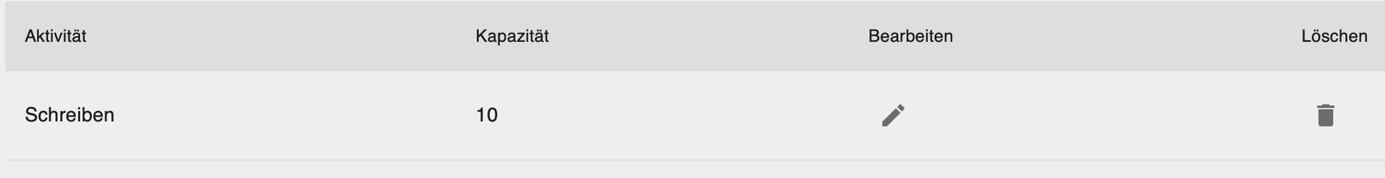 Aktivität Kapazität Bearbeiten Löschen
Schreiben 10